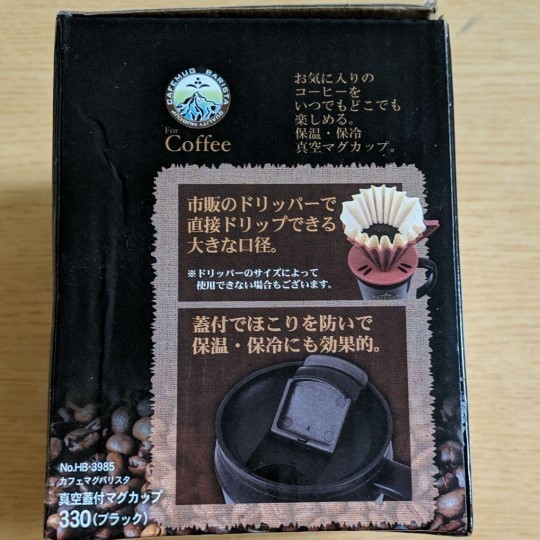 CAFEMUG BARISTA
For
Coffee
お気に入りの
コーヒーを
いつでもどこでも
楽しめる。
保温・保冷
真空マグカップ。
市販のドリッパーで
直接ドリップできる
大きな口径。
※ドリッパーのサイズによって
使用できない場合もございます。
蓋付でほこりを防いで
保温・保冷にも効果的。
No.HB-3985
カフェマグバリスタ
真空蓋付マグカップ
330(ブラック)